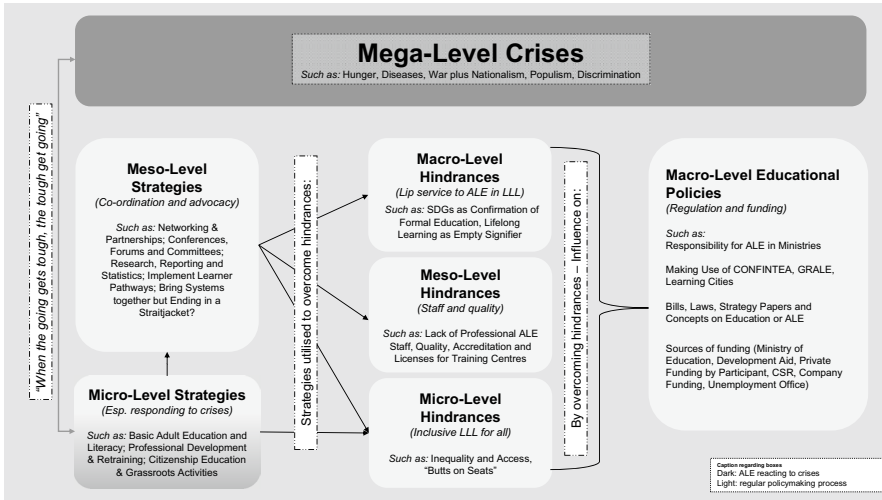 Mega-Level Crises
Such as: Hunger, Diseases, War plus Nationalism, Populism, Discrimination
“When the going gets tough, the tough get going”
Meso-Level
Strategies
(Co-ordination and advocacy)
Such as: Networking &
Partnerships; Conferences,
Forums and Committees;
Research, Reporting and
Statistics; Implement Learner
Pathways; Bring Systems
together but Ending in a
Straitjacket?
Micro-Level Strategies
(Esp. responding to crises)
Such as: Basic Adult Education and
Literacy; Professional Development
& Retraining; Citizenship Education
& Grassroots Activities
Strategies utilised to overcome hindrances:
Macro-Level
Hindrances
(Lip service to ALE in LLL)
Such as: SDGs as Confirmation of
Formal Education, Lifelong
Learning as Empty Signifier
Meso-Level
Hindrances
(Staff and quality)
Such as: Lack of Professional ALE
Staff, Quality, Accreditation and
Licenses for Training Centres
Micro-Level
Hindrances
(Inclusive LLL for all)
Such as: Inequality and Access,
“Butts on Seats”
By overcoming hindrances – Influence on:
Macro-Level Educational
Policies
(Regulation and funding)
Such as:
Responsibility for ALE in Ministries
Making Use of CONFINTEA, GRALE,
Learning Cities
Bills, Laws, Strategy Papers and
Concepts on Education or ALE
Sources of funding (Ministry of
Education, Development Aid, Private
Funding by Participant, CSR, Company
Funding, Unemployment Office)
Caption regarding boxes
Dark: ALE reacting to crises
Light: regular policymaking process